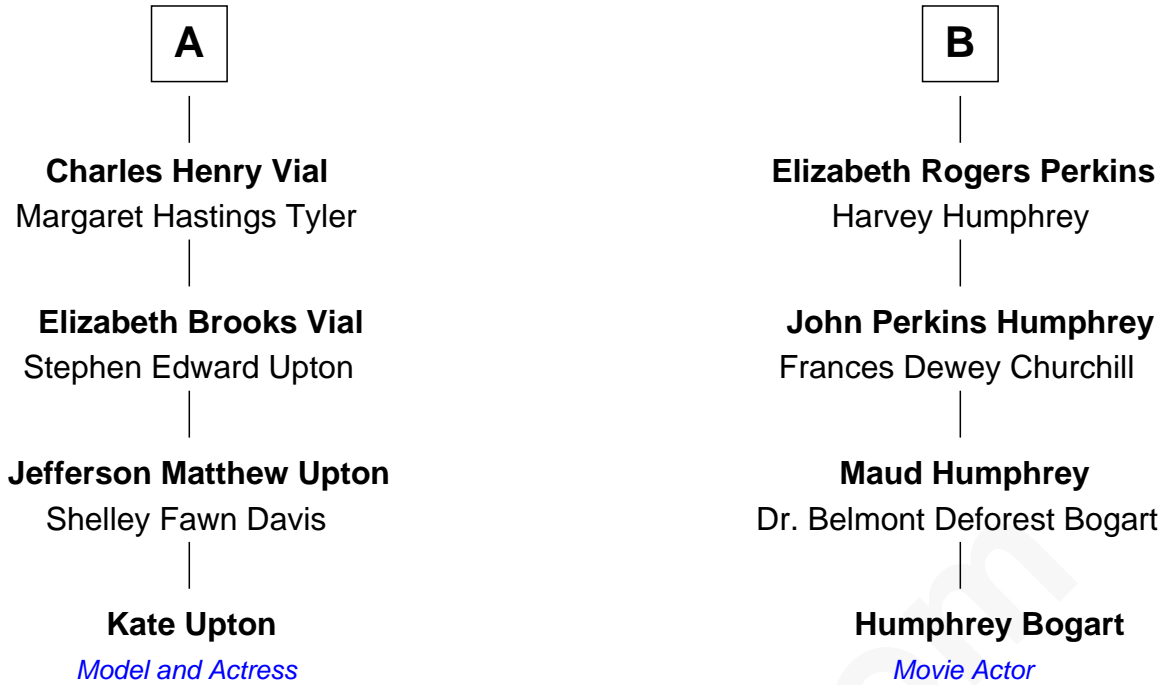 A
Charles Henry Vial
Margaret Hastings Tyler
Elizabeth Brooks Vial
Stephen Edward Upton
Jefferson Matthew Upton
Shelley Fawn Davis
Kate Upton
Model and Actress
B
Elizabeth Rogers Perkins
Harvey Humphrey
John Perkins Humphrey
Frances Dewey Churchill
Maud Humphrey
Dr. Belmont Deforest Bogart
Humphrey Bogart
Movie Actor
om